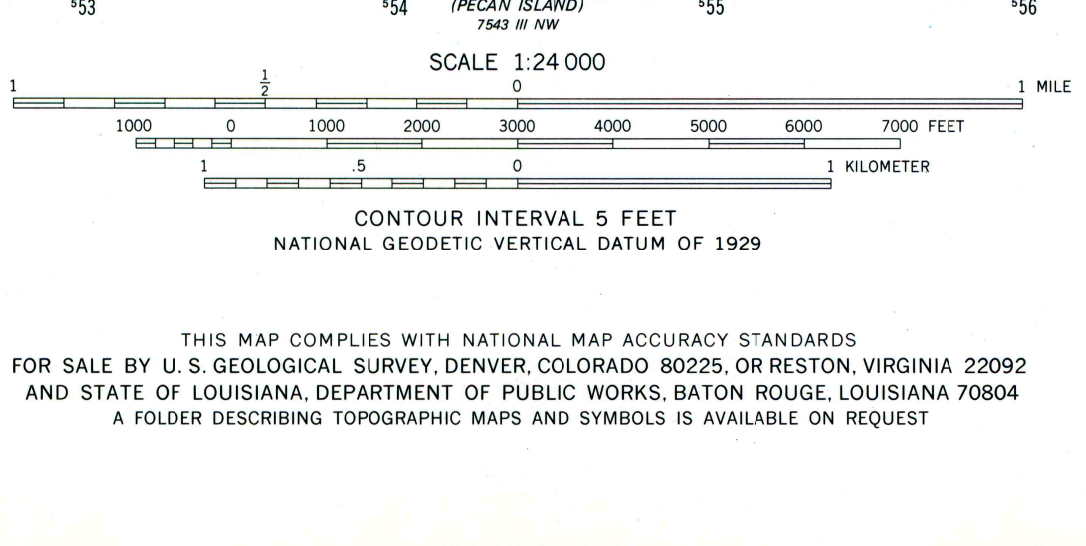 ⁵53 ⁵54 (PECAN ISLAND) ⁵55 ⁵56
7543 III NW
SCALE 1:24 000
1 ½ 0 1 MILE
1000 0 1000 2000 3000 4000 5000 6000 7000 FEET
1 .5 0 1 KILOMETER
CONTOUR INTERVAL 5 FEET
NATIONAL GEODETIC VERTICAL DATUM OF 1929
THIS MAP COMPLIES WITH NATIONAL MAP ACCURACY STANDARDS
FOR SALE BY U. S. GEOLOGICAL SURVEY, DENVER, COLORADO 80225, OR RESTON, VIRGINIA 22092
AND STATE OF LOUISIANA, DEPARTMENT OF PUBLIC WORKS, BATON ROUGE, LOUISIANA 70804
A FOLDER DESCRIBING TOPOGRAPHIC MAPS AND SYMBOLS IS AVAILABLE ON REQUEST